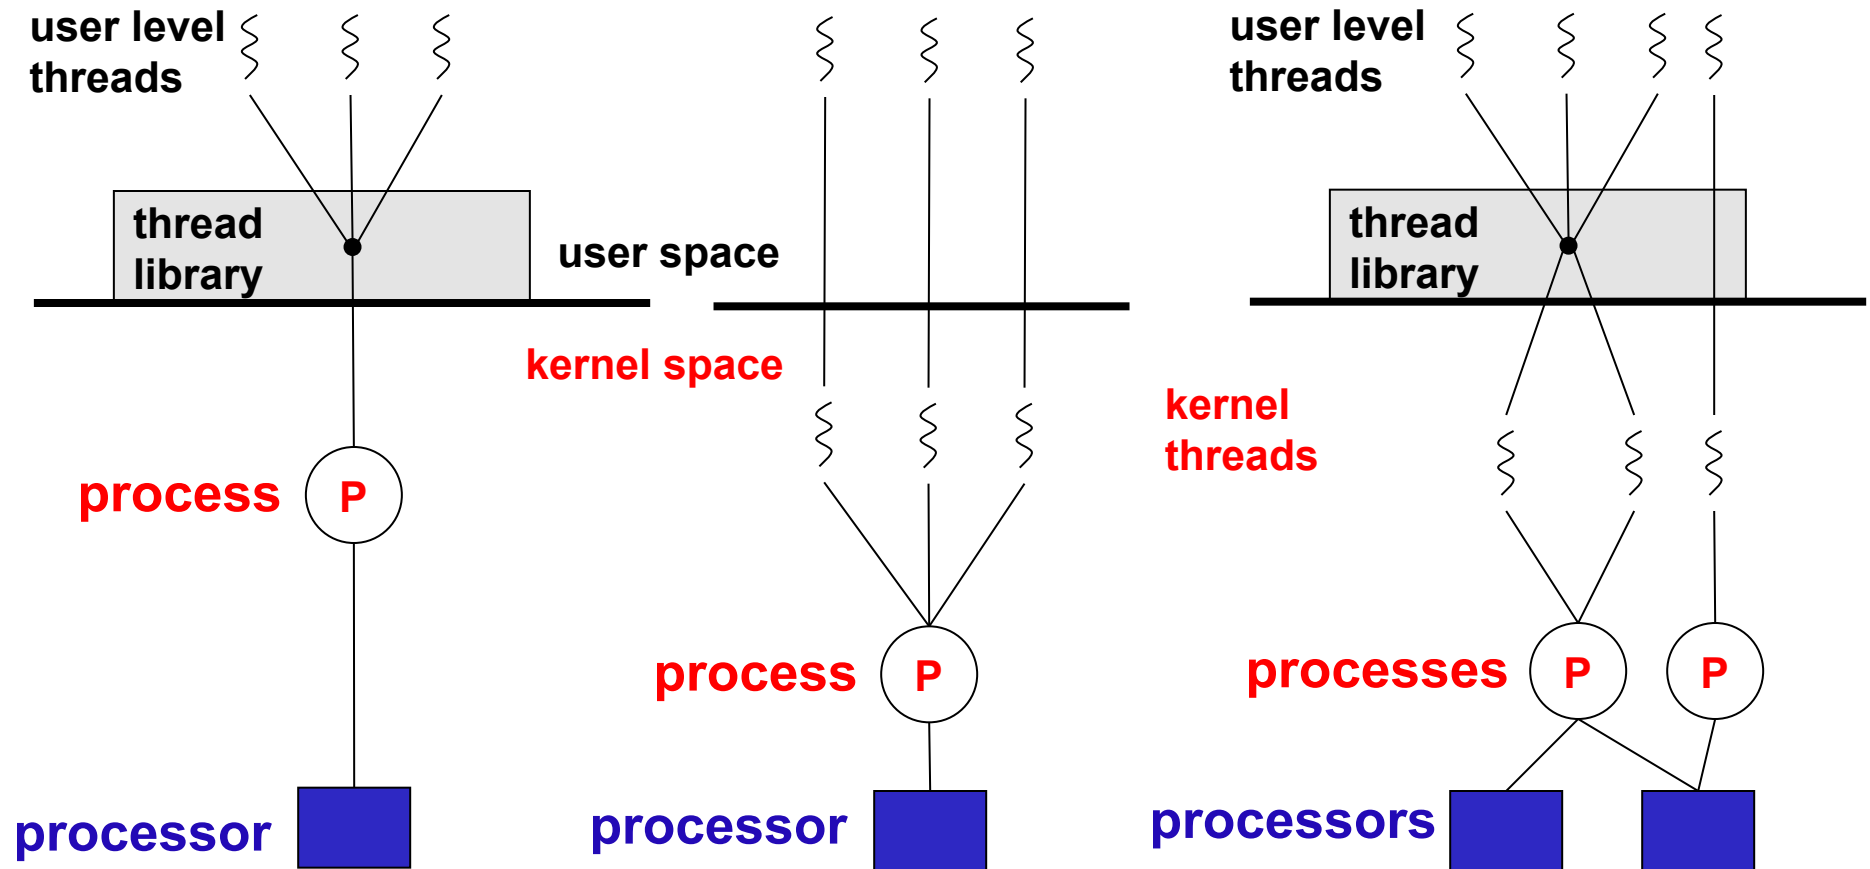 user level
threads
thread
library
process
P
processor
user space
kernel space
process
P
processor
user level
threads
thread
library
kernel
threads
processes
P
P
processors